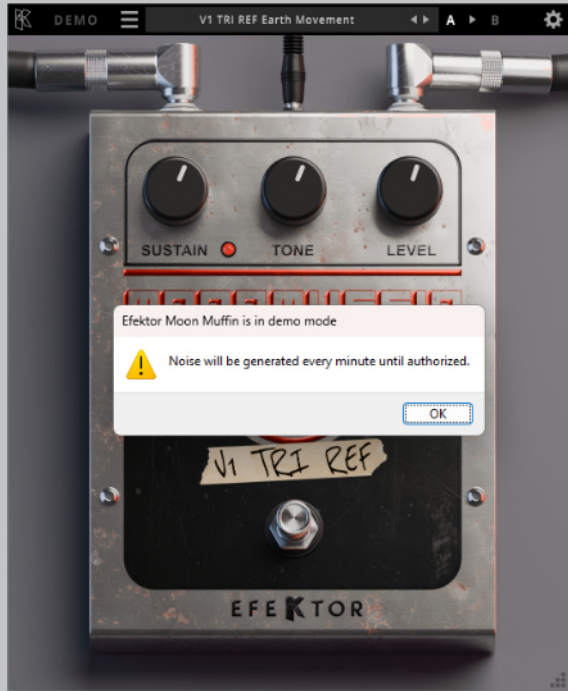 DEMO V1 TRI REF Earth Movement A B
SUSTAIN TONE LEVEL
Efektor Moon Muffin is in demo mode
Noise will be generated every minute until authorized.
OK
V1 TRI REF
EFEKTOR